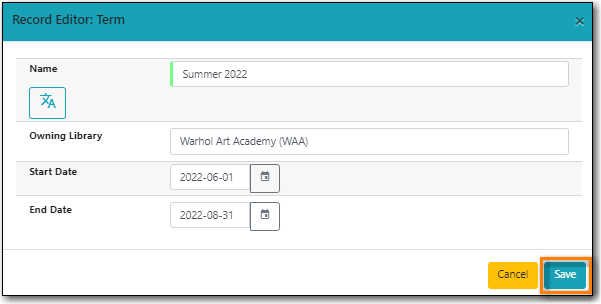 Record Editor: Term ×
Name Summer 2022
Owning Library Warhol Art Academy (WAA)
Start Date 2022-06-01
End Date 2022-08-31
Cancel Save